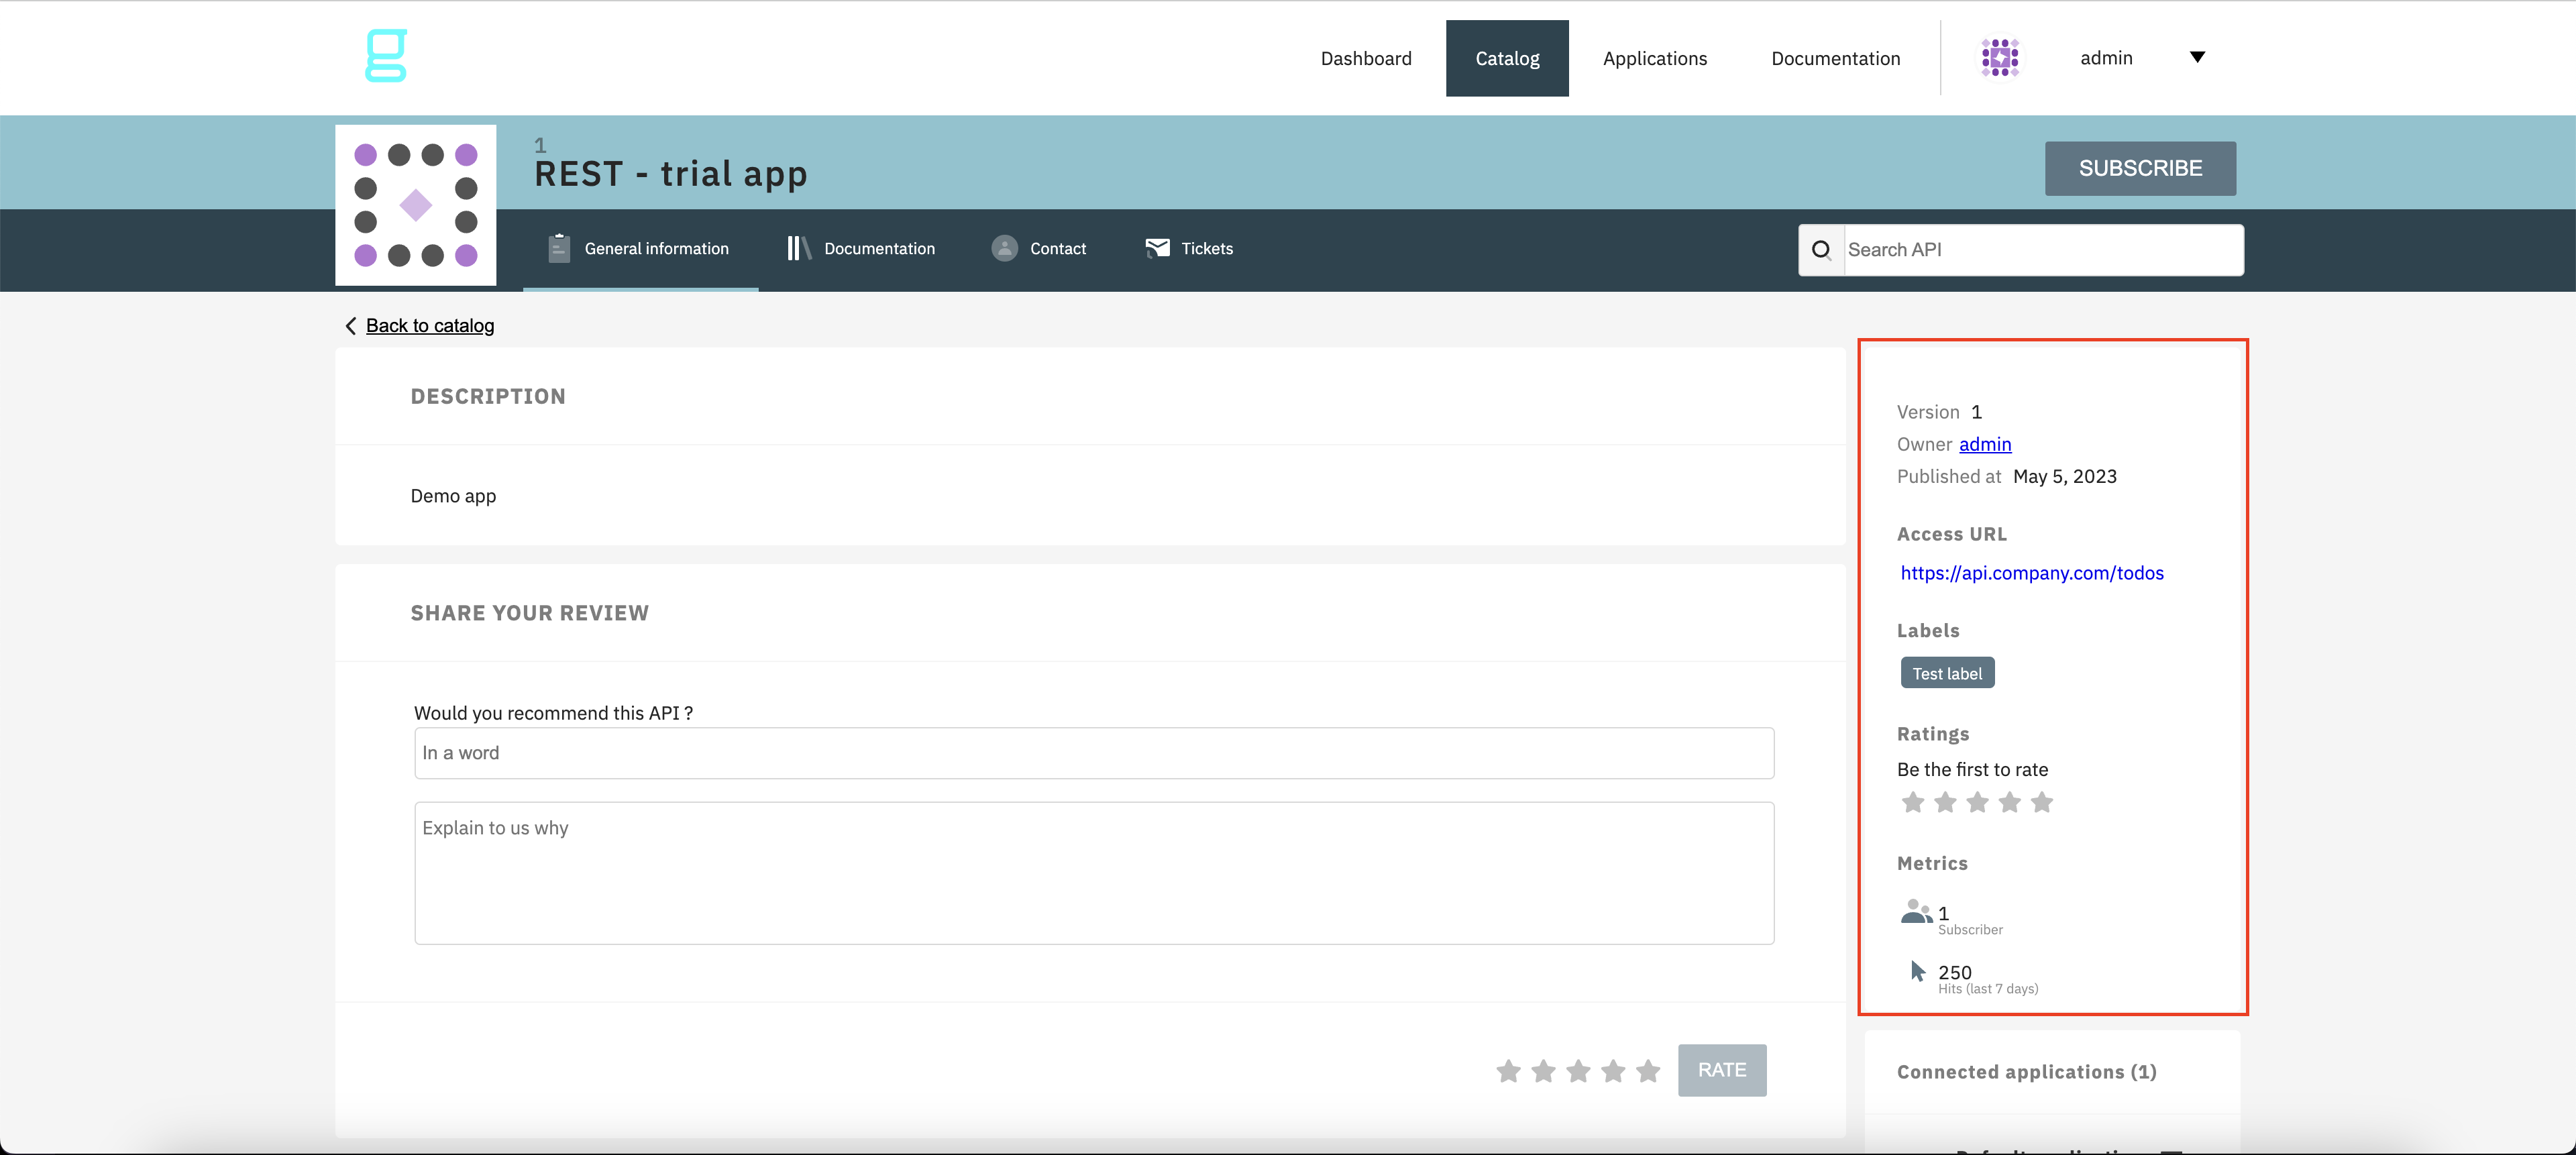 Dashboard
Catalog
Applications
Documentation
admin
1
REST - trial app
SUBSCRIBE
General information
Documentation
Contact
Tickets
Search API
Back to catalog
DESCRIPTION
Demo app
SHARE YOUR REVIEW
Would you recommend this API ?
In a word
Explain to us why
RATE
Version 1
Owner admin
Published at May 5, 2023
Access URL
https://api.company.com/todos
Labels
Test label
Ratings
Be the first to rate
Metrics
1
Subscriber
250
Hits (last 7 days)
Connected applications (1)